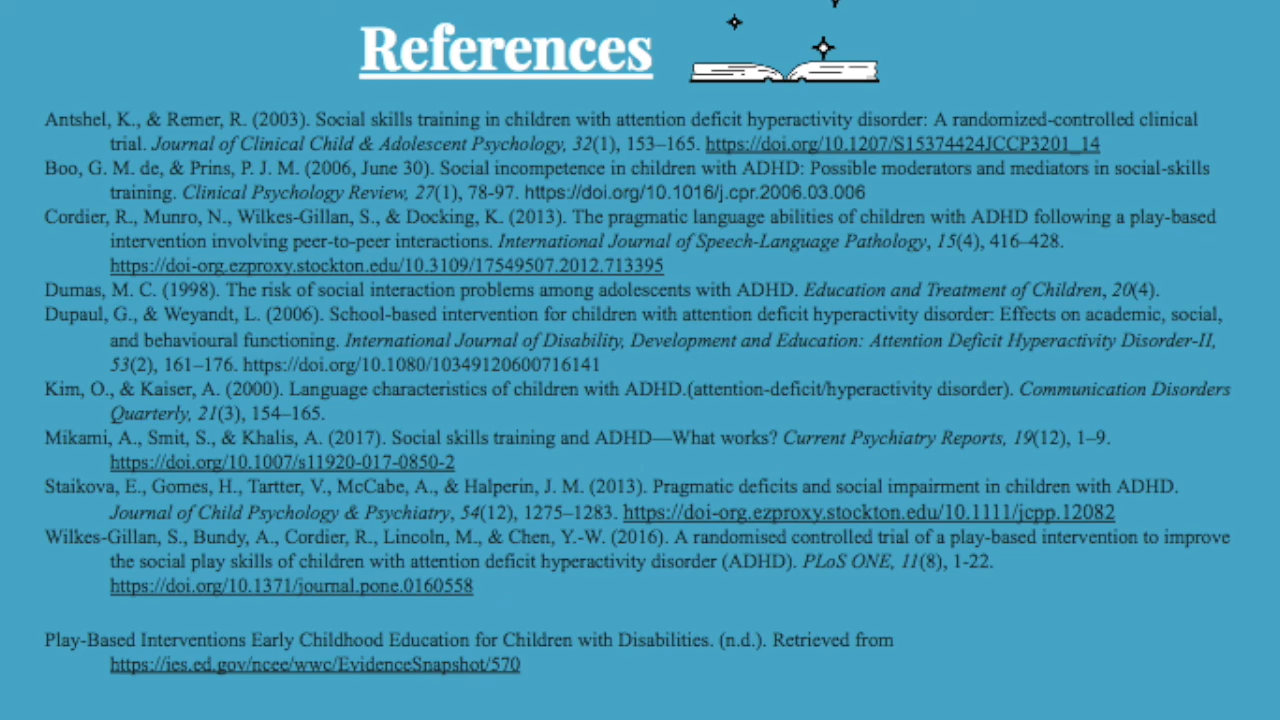 References
Antshel, K., & Remer, R. (2003). Social skills training in children with attention deficit hyperactivity disorder: A randomized-controlled clinical
trial. Journal of Clinical Child & Adolescent Psychology, 32(1), 153–165. https://doi.org/10.1207/S15374424JCCP3201_14
Boo, G. M. de, & Prins, P. J. M. (2006, June 30). Social incompetence in children with ADHD: Possible moderators and mediators in social-skills
training. Clinical Psychology Review, 27(1), 78-97. https://doi.org/10.1016/j.cpr.2006.03.006
Cordier, R., Munro, N., Wilkes-Gillan, S., & Docking, K. (2013). The pragmatic language abilities of children with ADHD following a play-based
intervention involving peer-to-peer interactions. International Journal of Speech-Language Pathology, 15(4), 416–428.
https://doi-org.ezproxy.stockton.edu/10.3109/17549507.2012.713395
Dumas, M. C. (1998). The risk of social interaction problems among adolescents with ADHD. Education and Treatment of Children, 20(4).
Dupaul, G., & Weyandt, L. (2006). School-based intervention for children with attention deficit hyperactivity disorder: Effects on academic, social,
and behavioural functioning. International Journal of Disability, Development and Education: Attention Deficit Hyperactivity Disorder-II,
53(2), 161–176. https://doi.org/10.1080/10349120600716141
Kim, O., & Kaiser, A. (2000). Language characteristics of children with ADHD.(attention-deficit/hyperactivity disorder). Communication Disorders
Quarterly, 21(3), 154–165.
Mikami, A., Smit, S., & Khalis, A. (2017). Social skills training and ADHD—What works? Current Psychiatry Reports, 19(12), 1–9.
https://doi.org/10.1007/s11920-017-0850-2
Staikova, E., Gomes, H., Tartter, V., McCabe, A., & Halperin, J. M. (2013). Pragmatic deficits and social impairment in children with ADHD.
Journal of Child Psychology & Psychiatry, 54(12), 1275–1283. https://doi-org.ezproxy.stockton.edu/10.1111/jcpp.12082
Wilkes-Gillan, S., Bundy, A., Cordier, R., Lincoln, M., & Chen, Y.-W. (2016). A randomised controlled trial of a play-based intervention to improve
the social play skills of children with attention deficit hyperactivity disorder (ADHD). PLoS ONE, 11(8), 1-22.
https://doi.org/10.1371/journal.pone.0160558
Play-Based Interventions Early Childhood Education for Children with Disabilities. (n.d.). Retrieved from
https://ies.ed.gov/ncee/wwc/EvidenceSnapshot/570